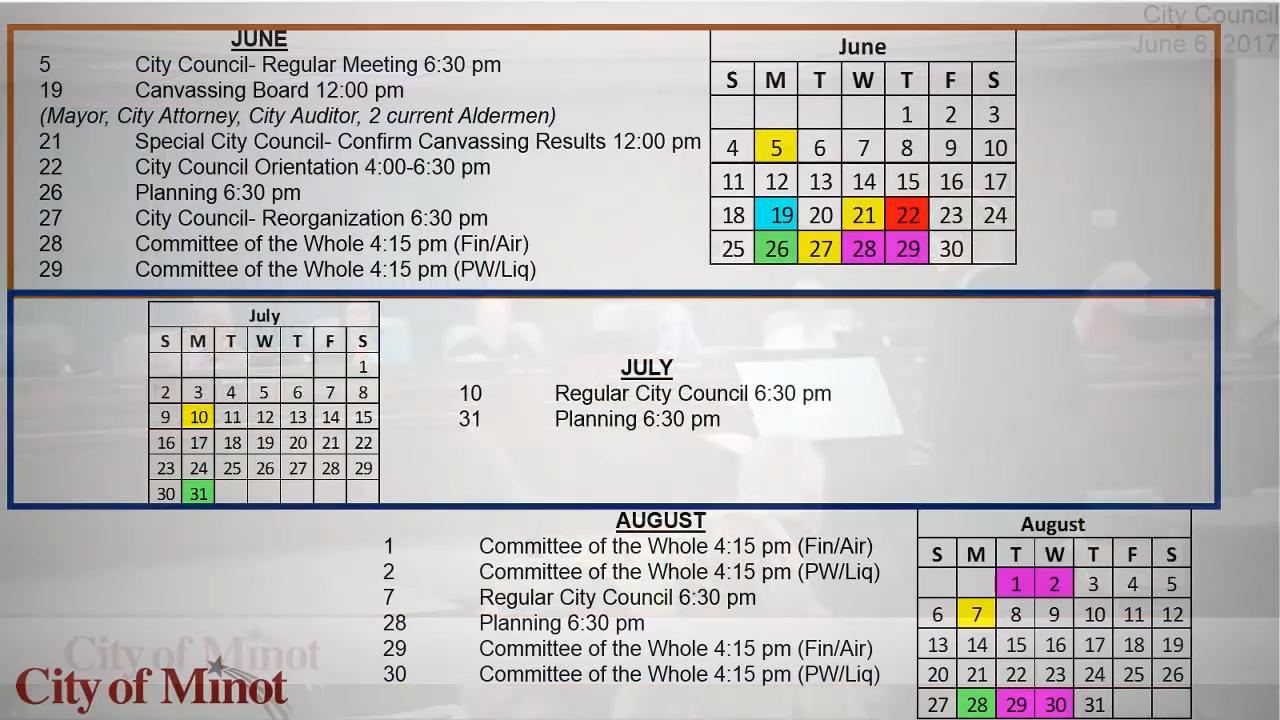 City Council
June 6, 2017
JUNE
5 City Council- Regular Meeting 6:30 pm
19 Canvassing Board 12:00 pm
(Mayor, City Attorney, City Auditor, 2 current Aldermen)
21 Special City Council- Confirm Canvassing Results 12:00 pm
22 City Council Orientation 4:00-6:30 pm
26 Planning 6:30 pm
27 City Council- Reorganization 6:30 pm
28 Committee of the Whole 4:15 pm (Fin/Air)
29 Committee of the Whole 4:15 pm (PW/Liq)
June
S M T W T F S
1 2 3
4 5 6 7 8 9 10
11 12 13 14 15 16 17
18 19 20 21 22 23 24
25 26 27 28 29 30
July
S M T W T F S
1
2 3 4 5 6 7 8
9 10 11 12 13 14 15
16 17 18 19 20 21 22
23 24 25 26 27 28 29
30 31
JULY
10 Regular City Council 6:30 pm
31 Planning 6:30 pm
AUGUST
1 Committee of the Whole 4:15 pm (Fin/Air)
2 Committee of the Whole 4:15 pm (PW/Liq)
7 Regular City Council 6:30 pm
28 Planning 6:30 pm
29 Committee of the Whole 4:15 pm (Fin/Air)
30 Committee of the Whole 4:15 pm (PW/Liq)
August
S M T W T F S
1 2 3 4 5
6 7 8 9 10 11 12
13 14 15 16 17 18 19
20 21 22 23 24 25 26
27 28 29 30 31
City of Minot
City of Minot